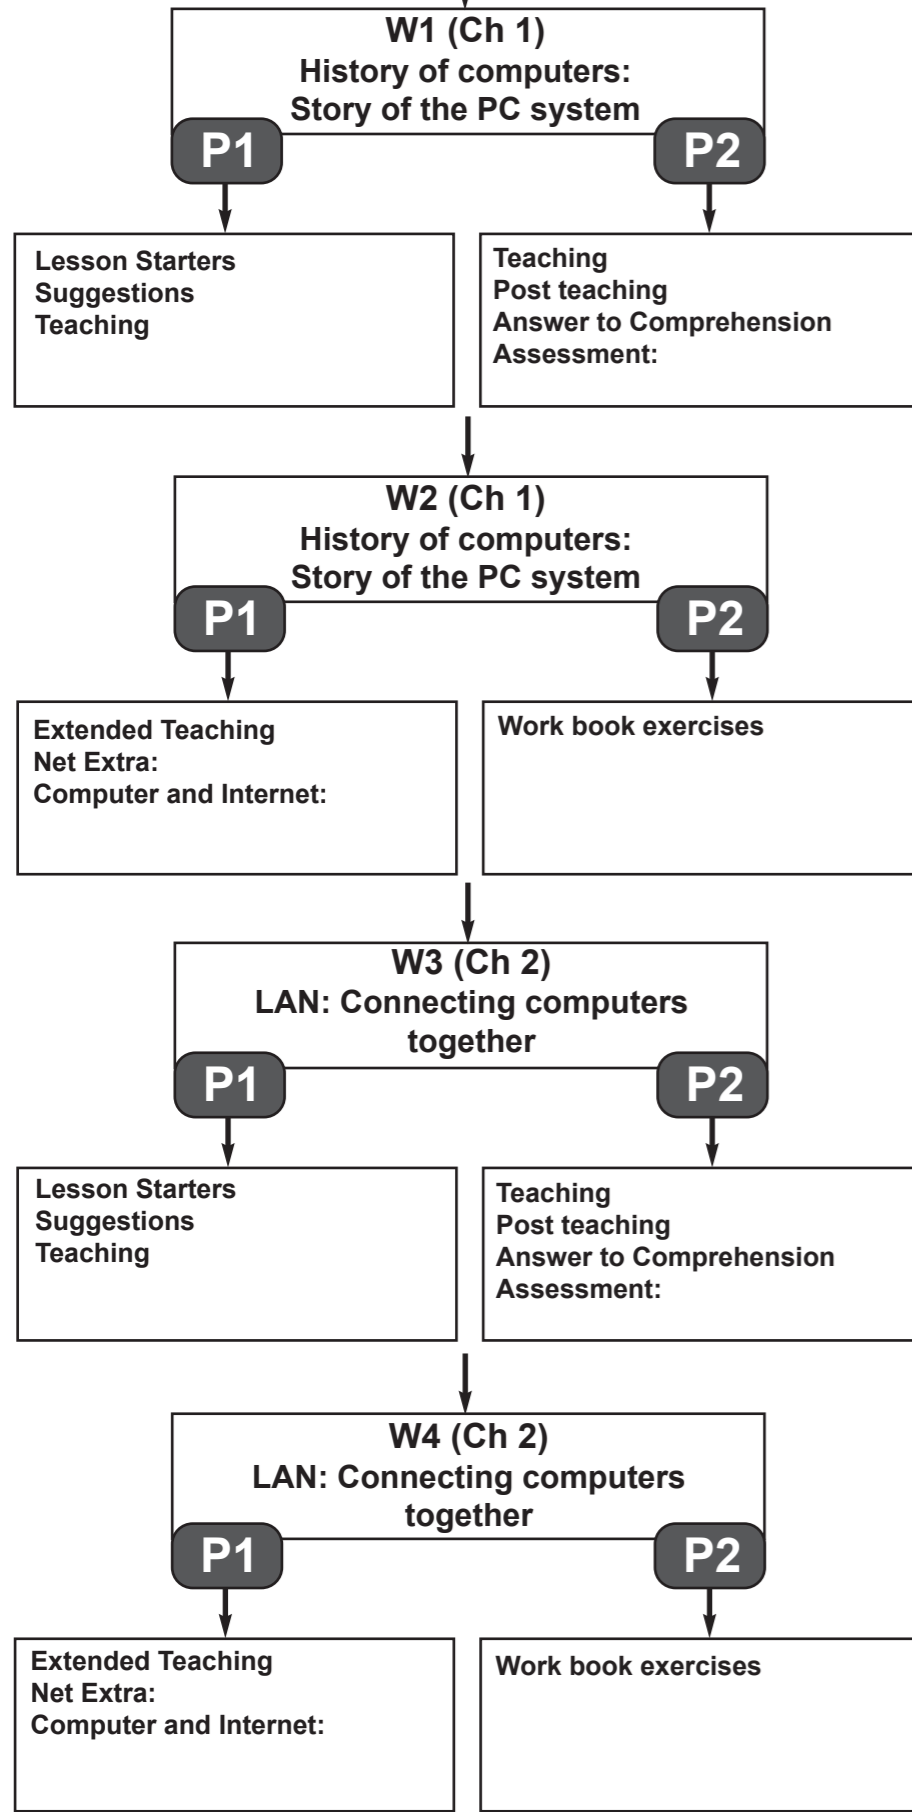 W1 (Ch 1)
History of computers:
Story of the PC system
P1
P2
Lesson Starters
Suggestions
Teaching
Teaching
Post teaching
Answer to Comprehension
Assessment:
W2 (Ch 1)
History of computers:
Story of the PC system
P1
P2
Extended Teaching
Net Extra:
Computer and Internet:
Work book exercises
W3 (Ch 2)
LAN: Connecting computers
together
P1
P2
Lesson Starters
Suggestions
Teaching
Teaching
Post teaching
Answer to Comprehension
Assessment:
W4 (Ch 2)
LAN: Connecting computers
together
P1
P2
Extended Teaching
Net Extra:
Computer and Internet:
Work book exercises